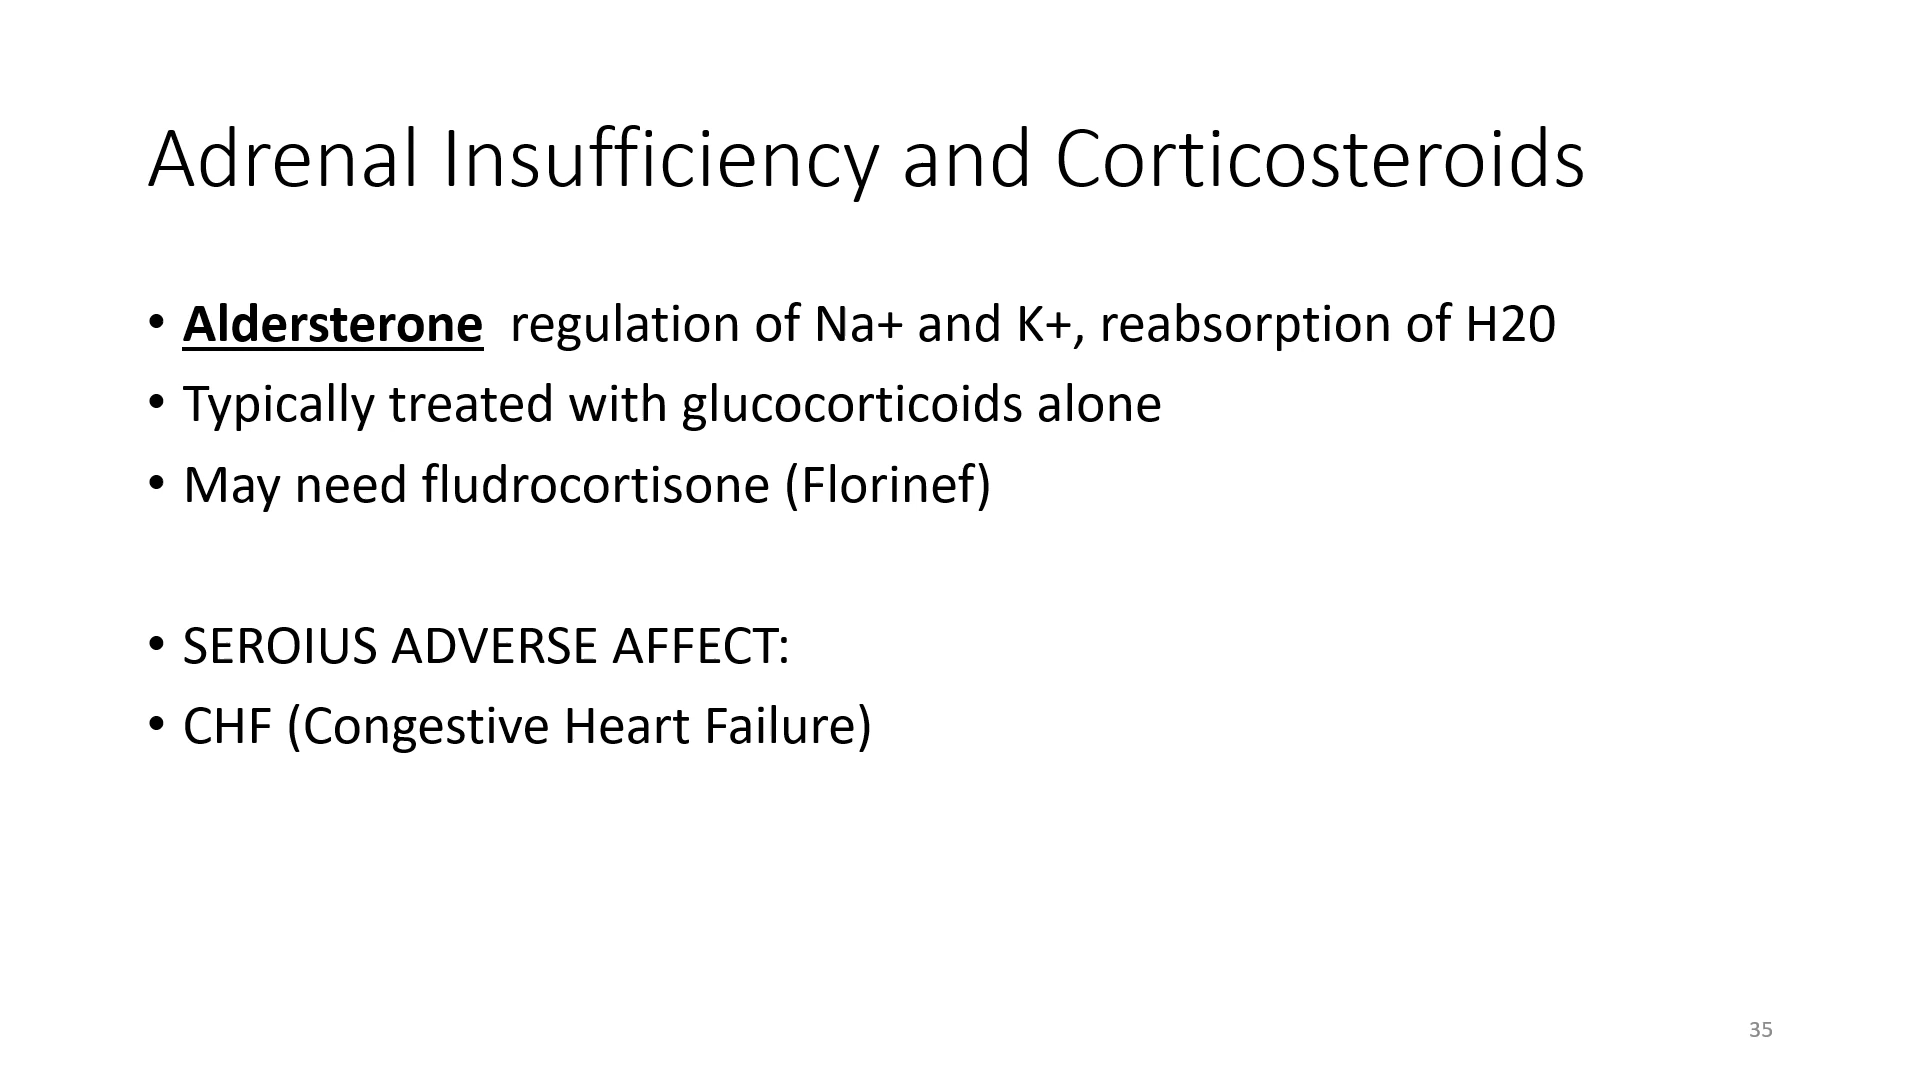 Adrenal Insufficiency and Corticosteroids
• Aldersterone  regulation of Na+ and K+, reabsorption of H20
• Typically treated with glucocorticoids alone
• May need fludrocortisone (Florinef)
• SEROIUS ADVERSE AFFECT:
• CHF (Congestive Heart Failure)
35